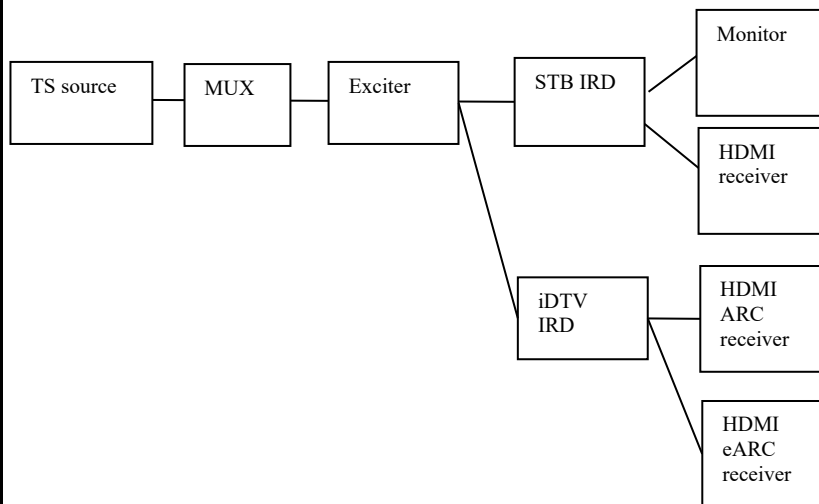 TS source
MUX
Exciter
STB IRD
Monitor
HDMI
receiver
iDTV
IRD
HDMI
ARC
receiver
HDMI
eARC
receiver